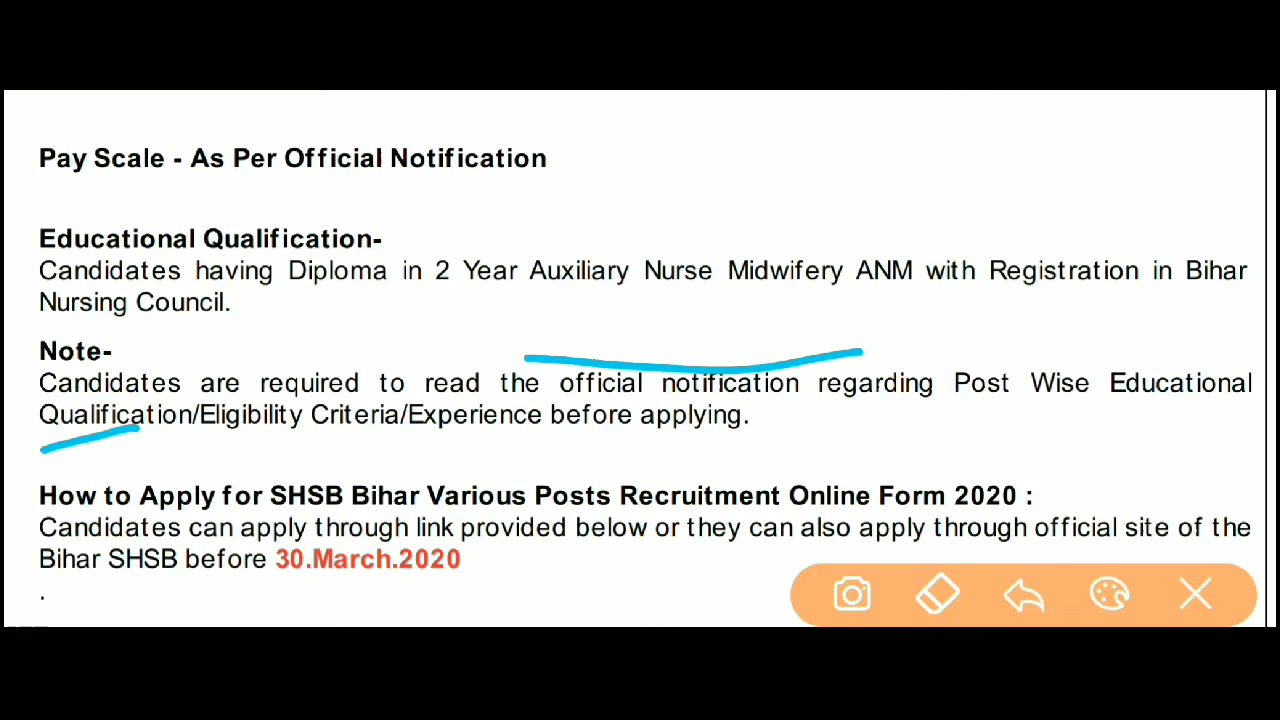 Pay Scale - As Per Official Notification
Educational Qualification-
Candidates having Diploma in 2 Year Auxiliary Nurse Midwifery ANM with Registration in Bihar
Nursing Council.
Note-
Candidates are required to read the official notification regarding Post Wise Educational
Qualification/Eligibility Criteria/Experience before applying.
How to Apply for SHSB Bihar Various Posts Recruitment Online Form 2020 :
Candidates can apply through link provided below or they can also apply through official site of the
Bihar SHSB before 30.March.2020
.